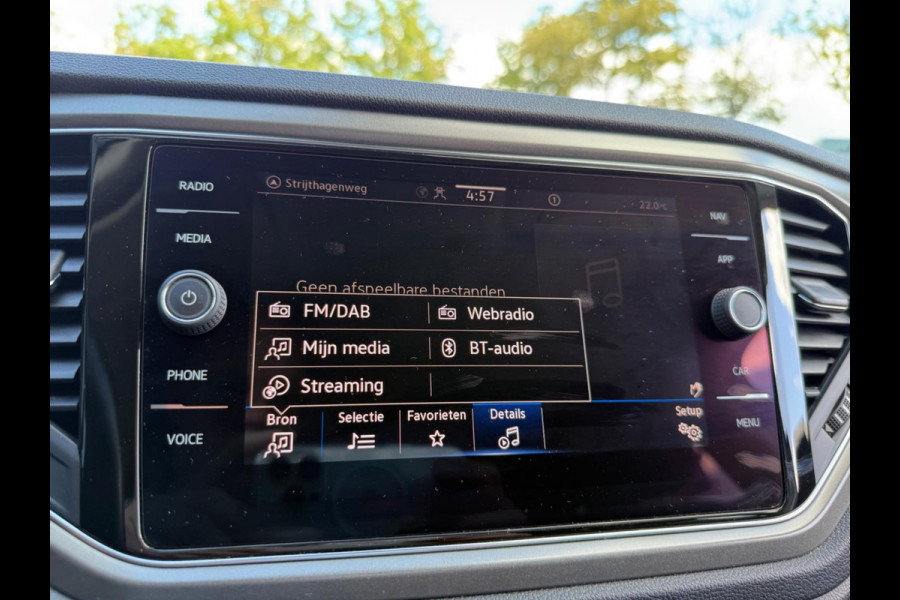 RADIO
MEDIA
PHONE
VOICE
Strijthagenweg
4:57
1
22.0°C
Geen afspeelbare bestanden
FM/DAB
Webradio
Mijn media
BT-audio
Streaming
Bron
Selectie
Favorieten
Details
Setup
NAV
APP
CAR
MENU